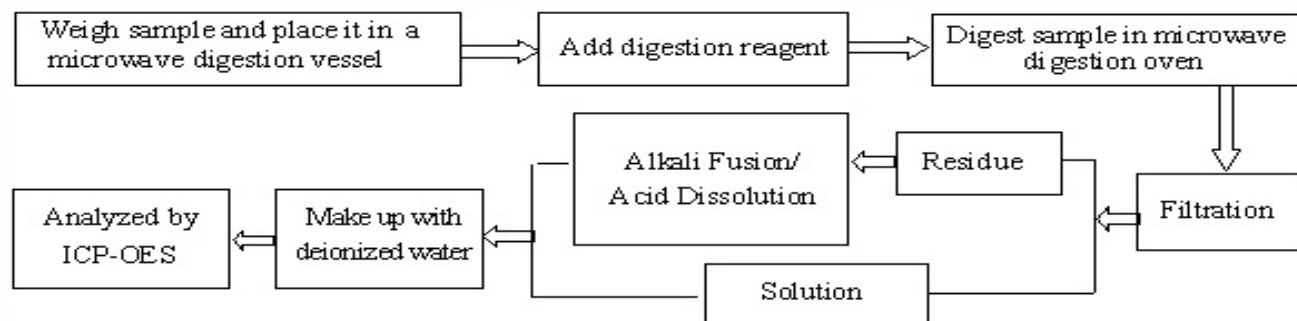 Weigh sample and place it in a
microwave digestion vessel
Add digestion reagent
Digest sample in microwave
digestion oven
Filtration
Residue
Alkali Fusion/
Acid Dissolution
Solution
Make up with
deionized water
Analyzed by
ICP-OES